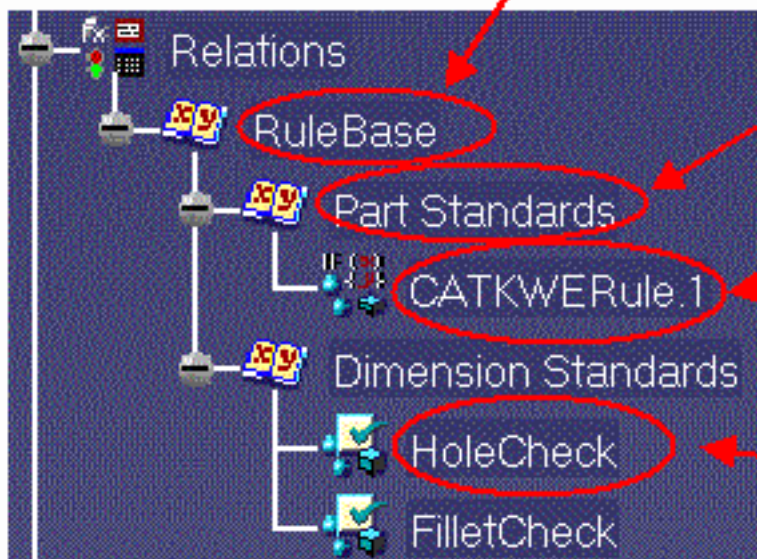 Relations
RuleBase
Part Standards
CATKWERule.1
Dimension Standards
HoleCheck
FilletCheck